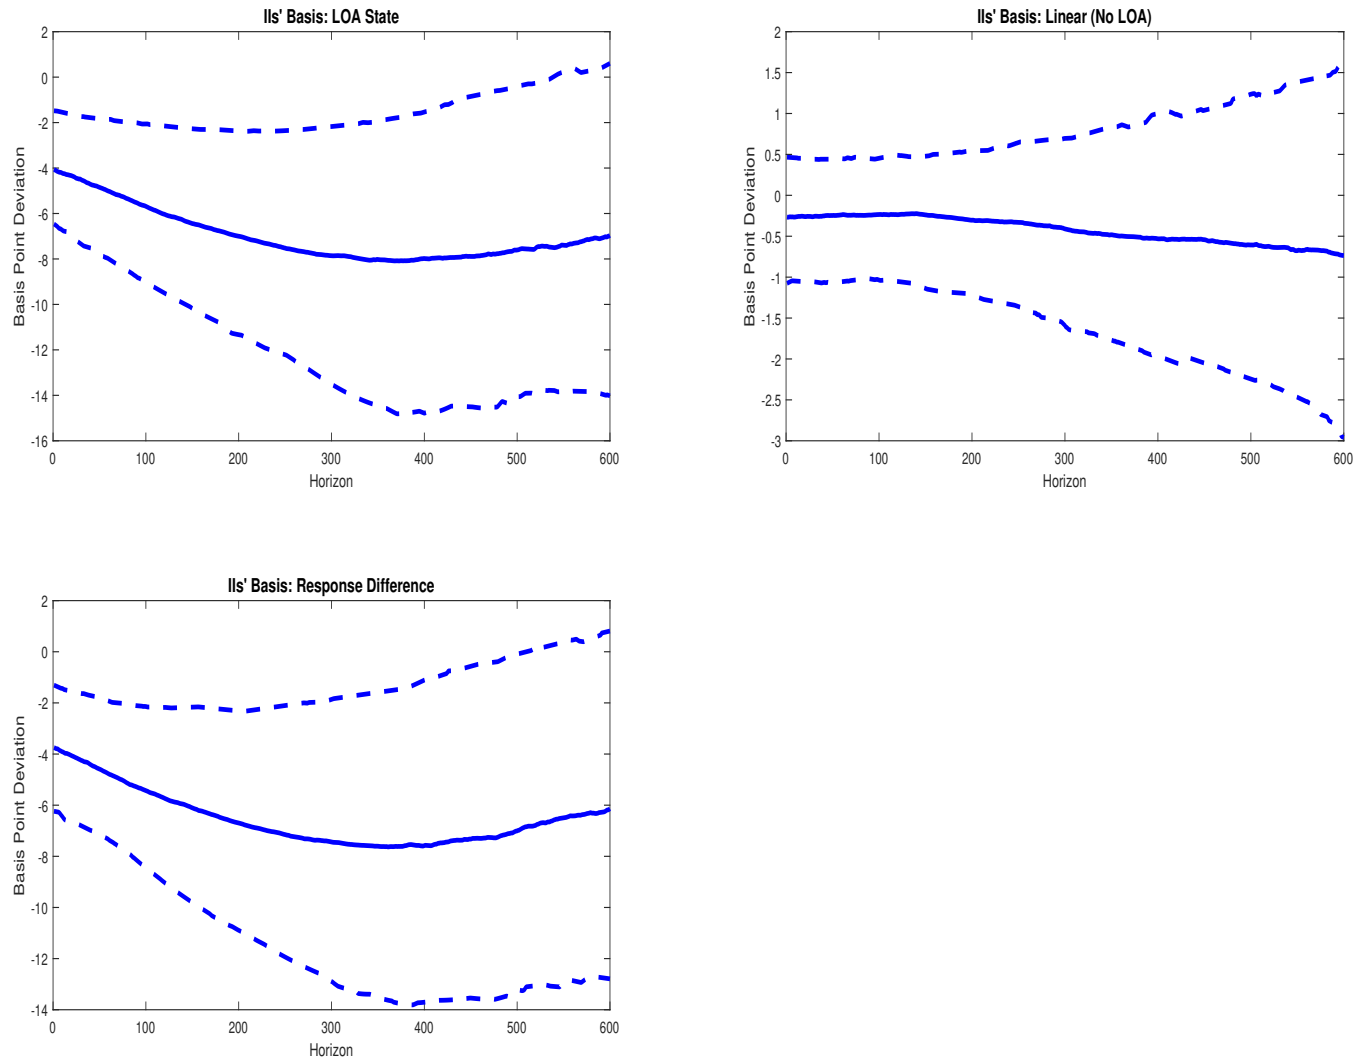 IIs' Basis: LOA State
2
0
-2
-4
-6
-8
-10
-12
-14
-16
Basis Point Deviation
0 100 200 300 400 500 600
Horizon
IIs' Basis: Linear (No LOA)
2
1.5
1
0.5
0
-0.5
-1
-1.5
-2
-2.5
-3
Basis Point Deviation
0 100 200 300 400 500 600
Horizon
IIs' Basis: Response Difference
2
0
-2
-4
-6
-8
-10
-12
-14
Basis Point Deviation
0 100 200 300 400 500 600
Horizon